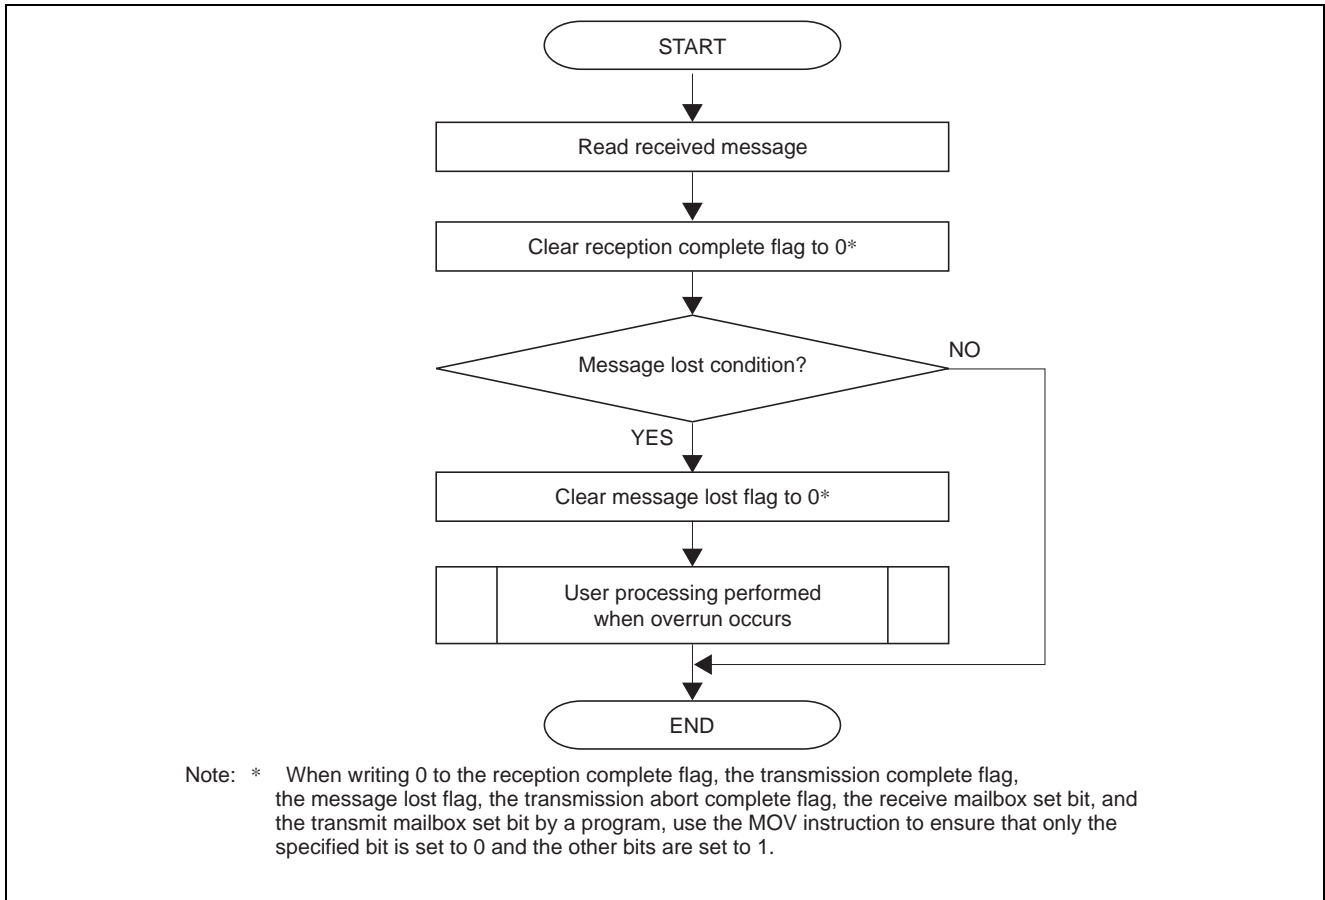 START
Read received message
Clear reception complete flag to 0*
Message lost condition?
NO
YES
Clear message lost flag to 0*
User processing performed
when overrun occurs
END
Note: * When writing 0 to the reception complete flag, the transmission complete flag,
the message lost flag, the transmission abort complete flag, the receive mailbox set bit, and
the transmit mailbox set bit by a program, use the MOV instruction to ensure that only the
specified bit is set to 0 and the other bits are set to 1.